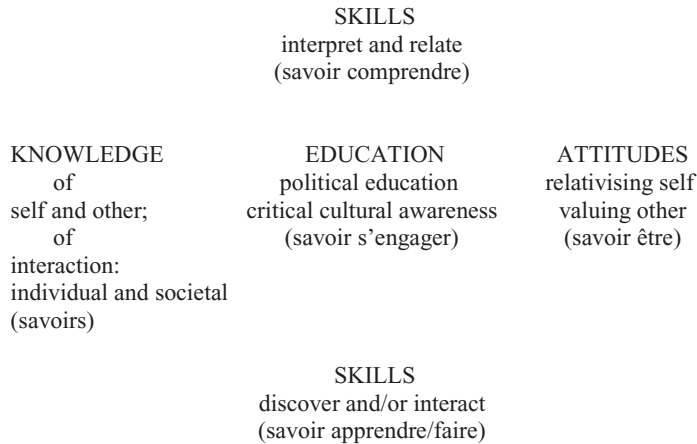 SKILLS
interpret and relate
(savoir comprendre)
KNOWLEDGE
of
self and other;
of
interaction:
individual and societal
(savoirs)
EDUCATION
political education
critical cultural awareness
(savoir s’engager)
ATTITUDES
relativising self
valuing other
(savoir être)
SKILLS
discover and/or interact
(savoir apprendre/faire)